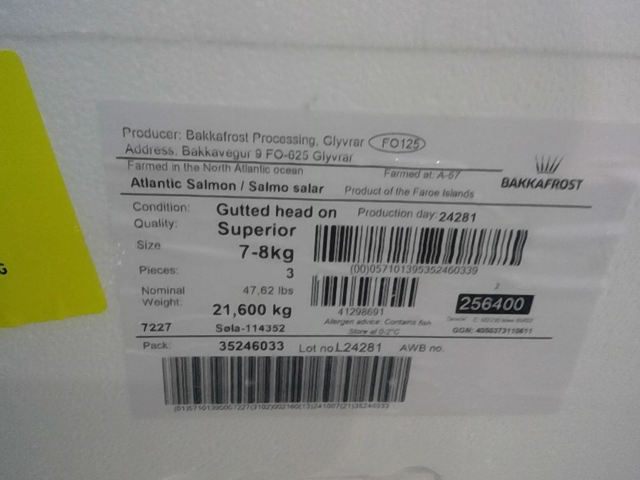 Producer: Bakkafrost Processing, Glyvrar FO125
Address. Bakkavegur 9 FO-625 Glyvrar
Farmed in the North Atlantic ocean Farmed at: A-57
BAKKAFROST
Atlantic Salmon / Salmo salar Product of the Faroe Islands
Condition: Gutted head on Production day: 24281
Quality: Superior
Size 7-8kg
(00)057101395352460339
Pieces: 3
Nominal 47,62 lbs
2
Weight: 21,600 kg
256400
41298691
Allergen advice: Contains fish
Store at 0-2°C
7227 Søla-114352
GGN: 4050373110611
Pack: 35246033 Lot no L24281 AWB no.